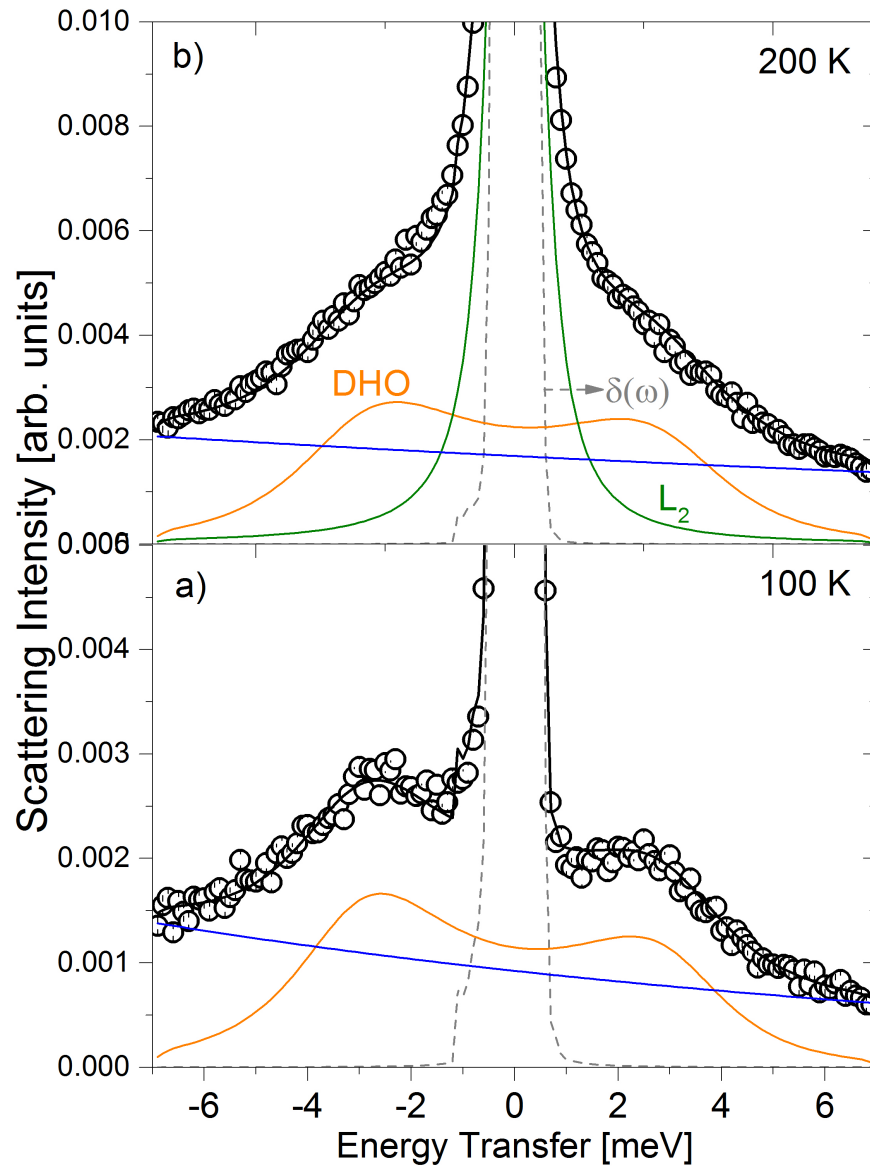 Scattering Intensity [arb. units]
0.010
b)
200 K
0.008
0.006
0.004
DHO
δ(ω)
0.002
L₂
0.006
a)
100 K
0.004
0.003
0.002
0.001
0.000
-6 -4 -2 0 2 4 6
Energy Transfer [meV]